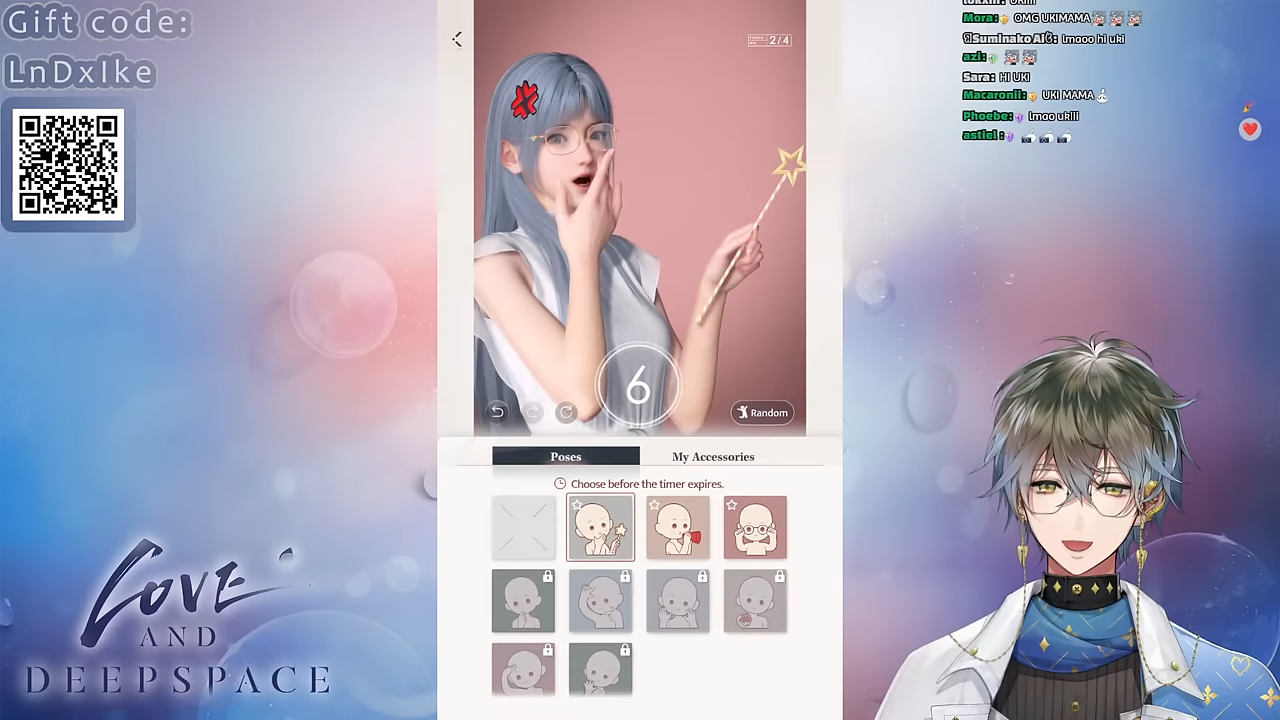 Gift code:
LnDxIke
LOVE
AND
DEEPSPACE
2/4
6
Random
Poses
My Accessories
Choose before the timer expires.
Mora: OMG UKIMAMA
Suminako AI: lmaoo hi uki
azi:
Sara: HI UKI
Macaronii: UKI MAMA
Phoebe: lmao ukiii
astiel: